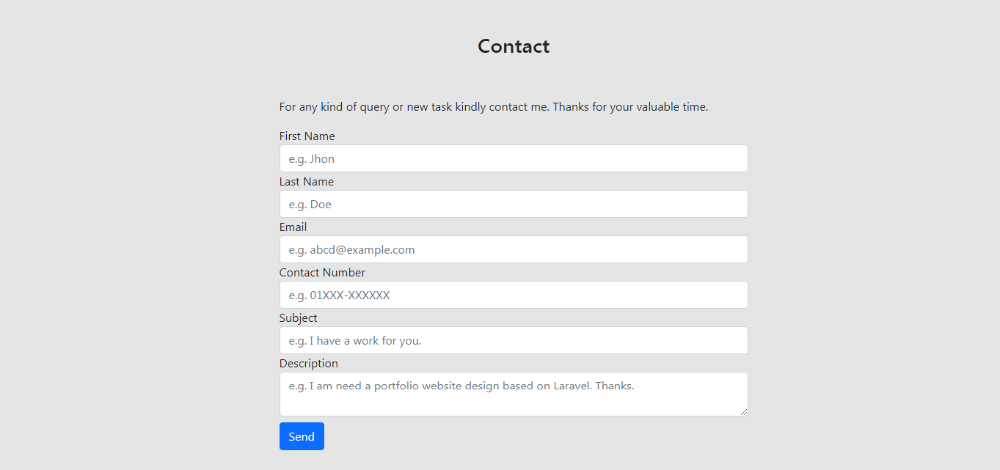 Contact
For any kind of query or new task kindly contact me. Thanks for your valuable time.
First Name
e.g. Jhon
Last Name
e.g. Doe
Email
e.g. abcd@example.com
Contact Number
e.g. 01XXX-XXXXXX
Subject
e.g. I have a work for you.
Description
e.g. I am need a portfolio website design based on Laravel. Thanks.
Send